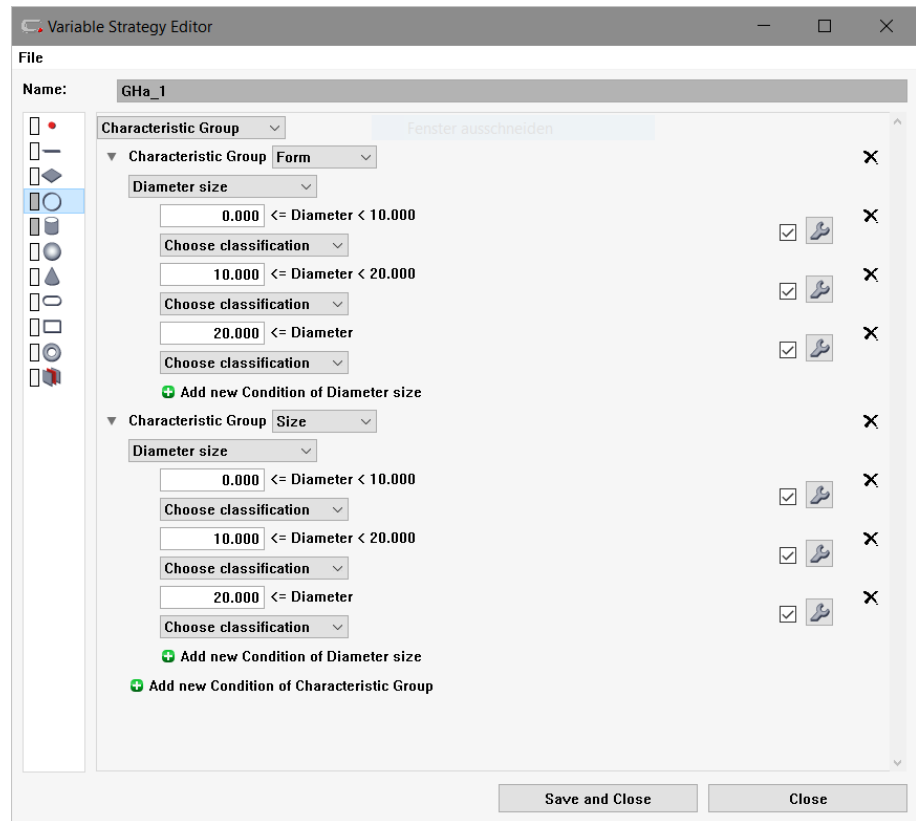 Variable Strategy Editor
File
Name: GHa_1
Fenster ausschneiden
Characteristic Group
Characteristic Group Form
Diameter size
0.000 <= Diameter < 10.000
Choose classification
10.000 <= Diameter < 20.000
Choose classification
20.000 <= Diameter
Choose classification
Add new Condition of Diameter size
Characteristic Group Size
Diameter size
0.000 <= Diameter < 10.000
Choose classification
10.000 <= Diameter < 20.000
Choose classification
20.000 <= Diameter
Choose classification
Add new Condition of Diameter size
Add new Condition of Characteristic Group
Save and Close Close